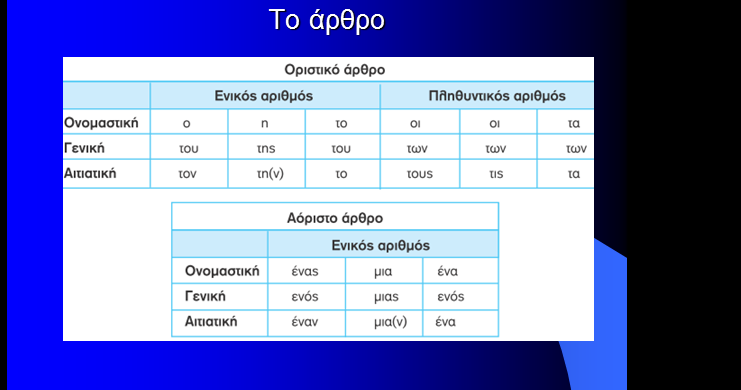 Το άρθρο
Οριστικό άρθρο
Ενικός αριθμός Πληθυντικός αριθμός
Ονομαστική ο η το οι οι τα
Γενική του της του των των των
Αιτιατική τον τη(ν) το τους τις τα
Αόριστο άρθρο
Ενικός αριθμός
Ονομαστική ένας μια ένα
Γενική ενός μιας ενός
Αιτιατική έναν μια(ν) ένα